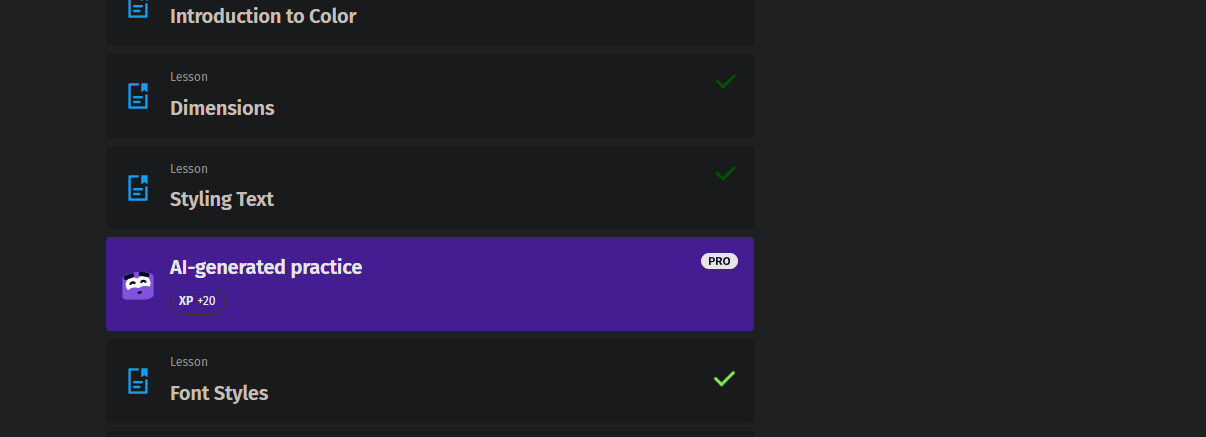 Introduction to Color
Lesson
Dimensions
Lesson
Styling Text
AI-generated practice
PRO
XP +20
Lesson
Font Styles